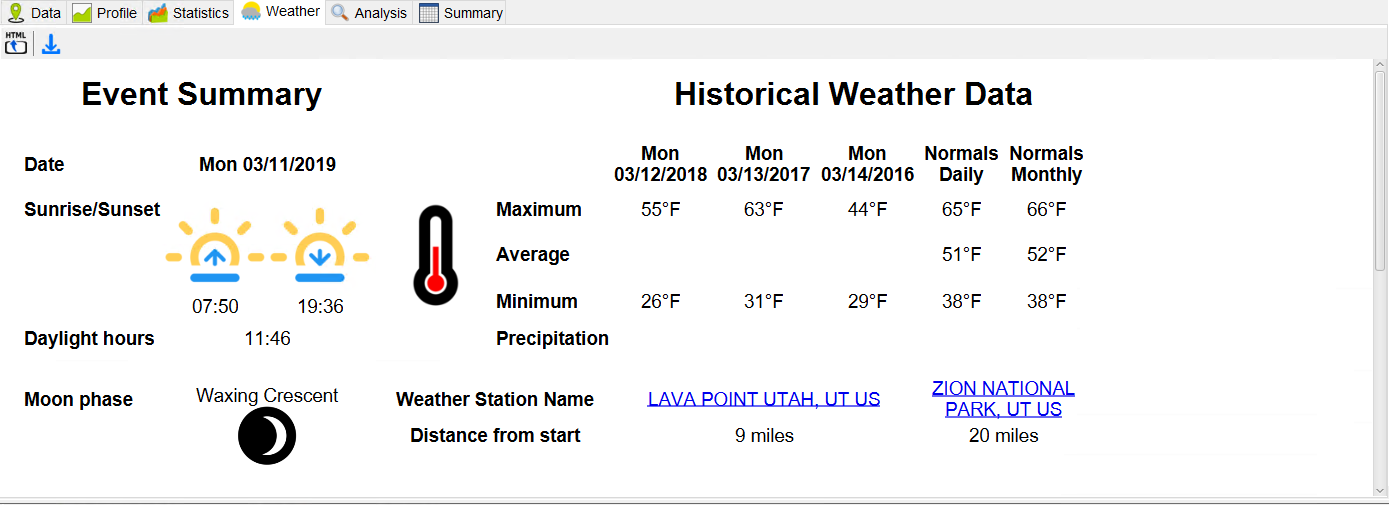 Data Profile Statistics Weather Analysis Summary
HTML
Event Summary
Historical Weather Data
Date Mon 03/11/2019
Mon Mon Mon Normals Normals
03/12/2018 03/13/2017 03/14/2016 Daily Monthly
Sunrise/Sunset
Maximum 55°F 63°F 44°F 65°F 66°F
Average 51°F 52°F
07:50 19:36
Minimum 26°F 31°F 29°F 38°F 38°F
Daylight hours 11:46
Precipitation
Moon phase Waxing Crescent
Weather Station Name LAVA POINT UTAH, UT US
ZION NATIONAL
PARK, UT US
Distance from start 9 miles 20 miles